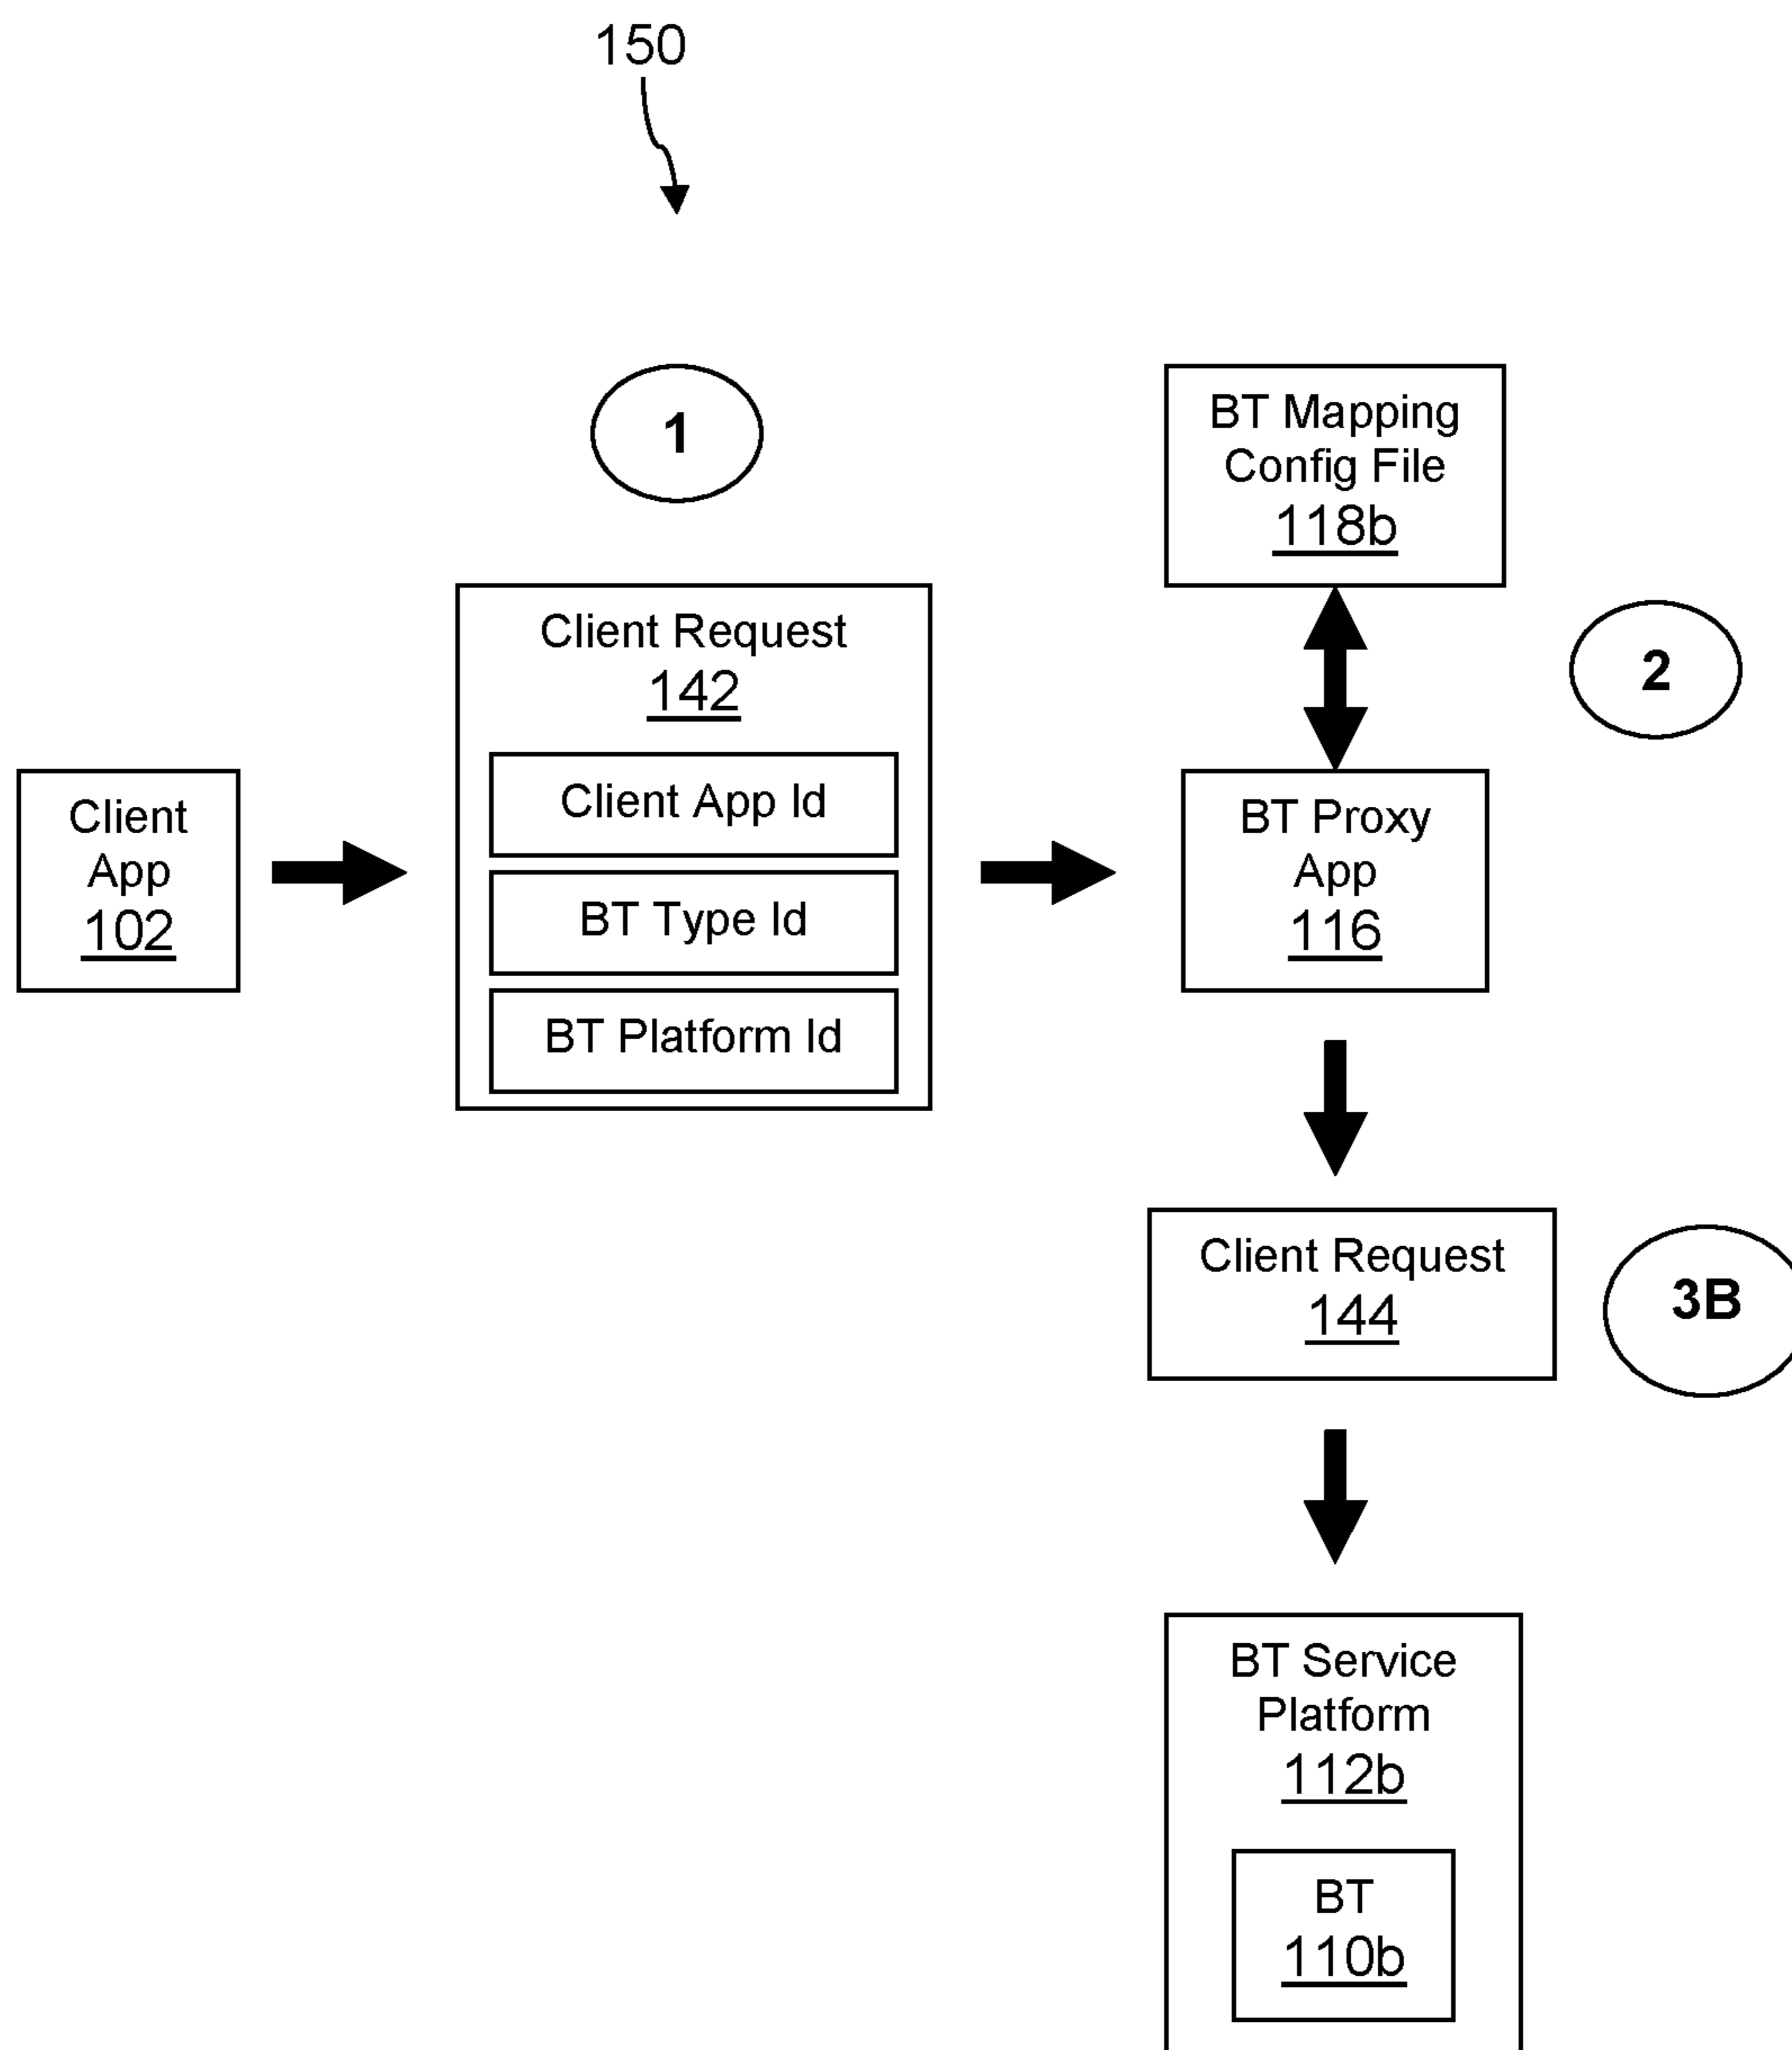 150
1
BT Mapping
Config File
118b
Client Request
142
2
Client App Id
BT Type Id
BT Platform Id
Client
App
102
BT Proxy
App
116
Client Request
144
3B
BT Service
Platform
112b
BT
110b